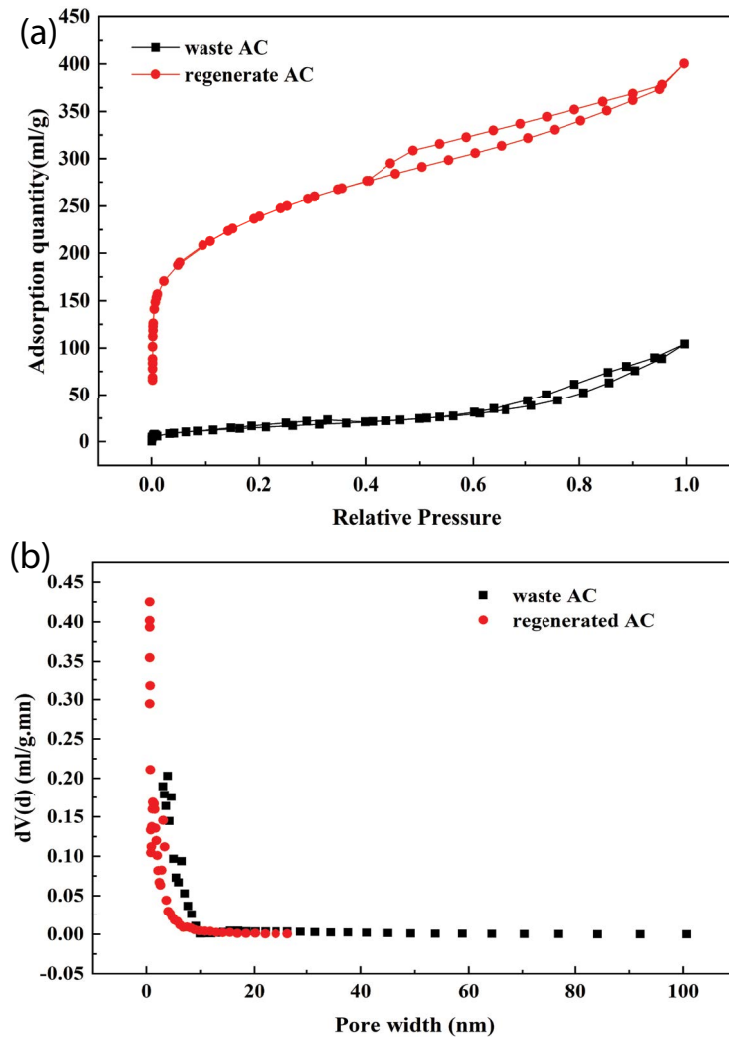 (a)
450
400
350
300
250
200
150
100
50
0
Adsorption quantity(ml/g)
waste AC
regenerate AC
0.0 0.2 0.4 0.6 0.8 1.0
Relative Pressure
(b)
0.45
0.40
0.35
0.30
0.25
0.20
0.15
0.10
0.05
0.00
-0.05
dV(d) (ml/g.mn)
waste AC
regenerated AC
0 20 40 60 80 100
Pore width (nm)